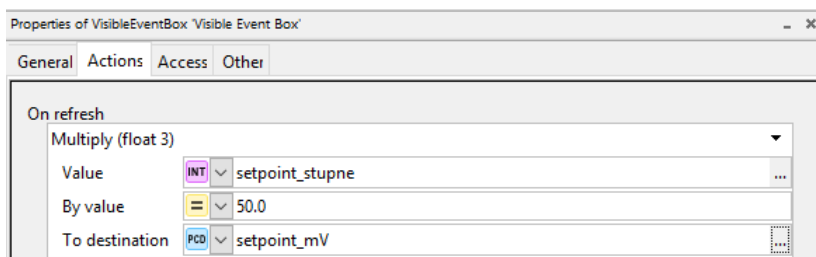 Properties of VisibleEventBox 'Visible Event Box'
General Actions Access Other
On refresh
Multiply (float 3)
Value INT setpoint_stupne ...
By value = 50.0
To destination PCD setpoint_mV ...